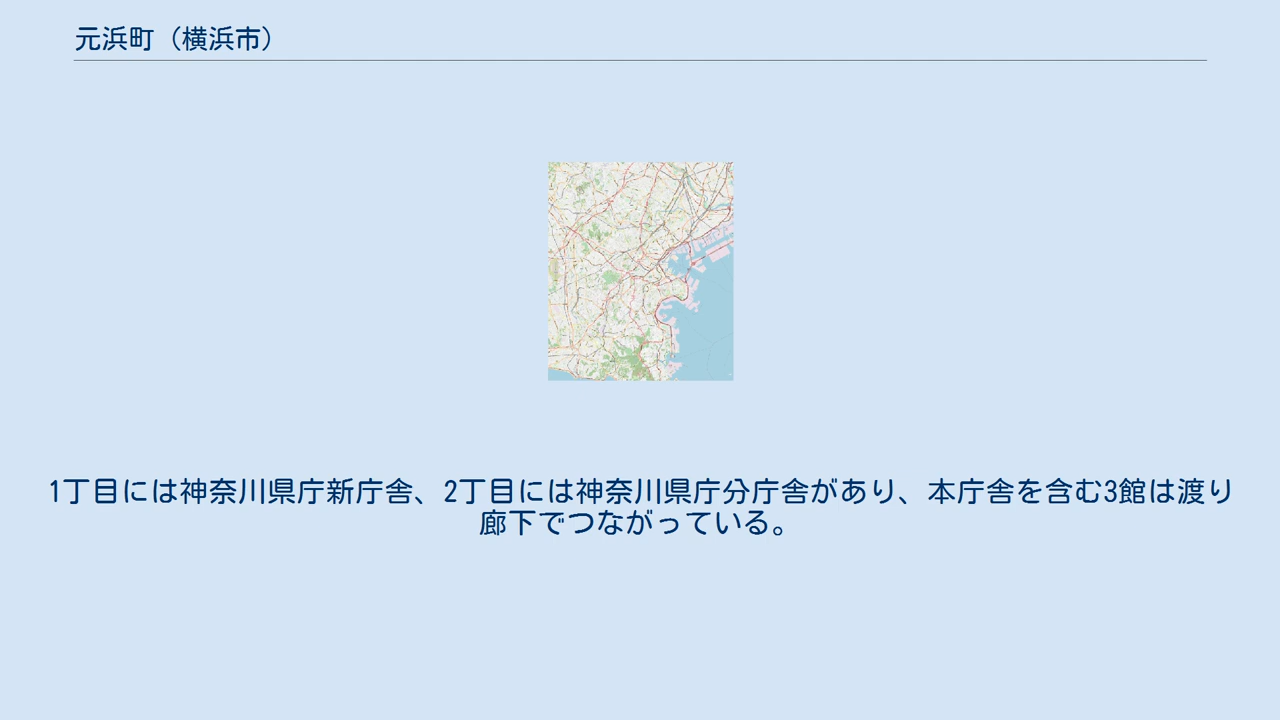 元浜町（横浜市）
1丁目には神奈川県庁新庁舎、2丁目には神奈川県庁分庁舎があり、本庁舎を含む3館は渡り
廊下でつながっている。